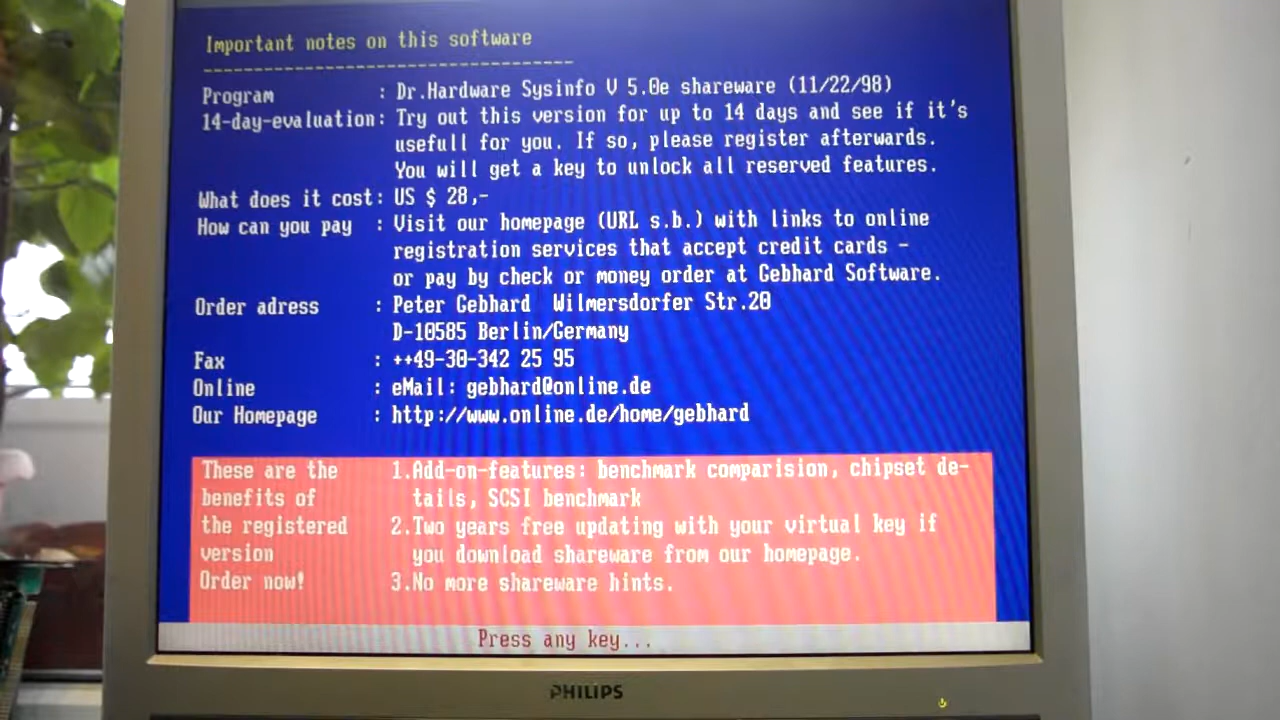 Important notes on this software
-----------------------------------
Program : Dr.Hardware Sysinfo V 5.0e shareware (11/22/98)
14-day-evaluation: Try out this version for up to 14 days and see if it's
usefull for you. If so, please register afterwards.
You will get a key to unlock all reserved features.
What does it cost: US $ 28,-
How can you pay : Visit our homepage (URL s.b.) with links to online
registration services that accept credit cards -
or pay by check or money order at Gebhard Software.
Order adress : Peter Gebhard Wilmersdorfer Str.20
D-10585 Berlin/Germany
Fax : ++49-30-342 25 95
Online : eMail: gebhard@online.de
Our Homepage : http://www.online.de/home/gebhard
These are the 1.Add-on-features: benchmark comparision, chipset de-
benefits of tails, SCSI benchmark
the registered 2.Two years free updating with your virtual key if
version you download shareware from our homepage.
Order now! 3.No more shareware hints.
Press any key...
PHILIPS